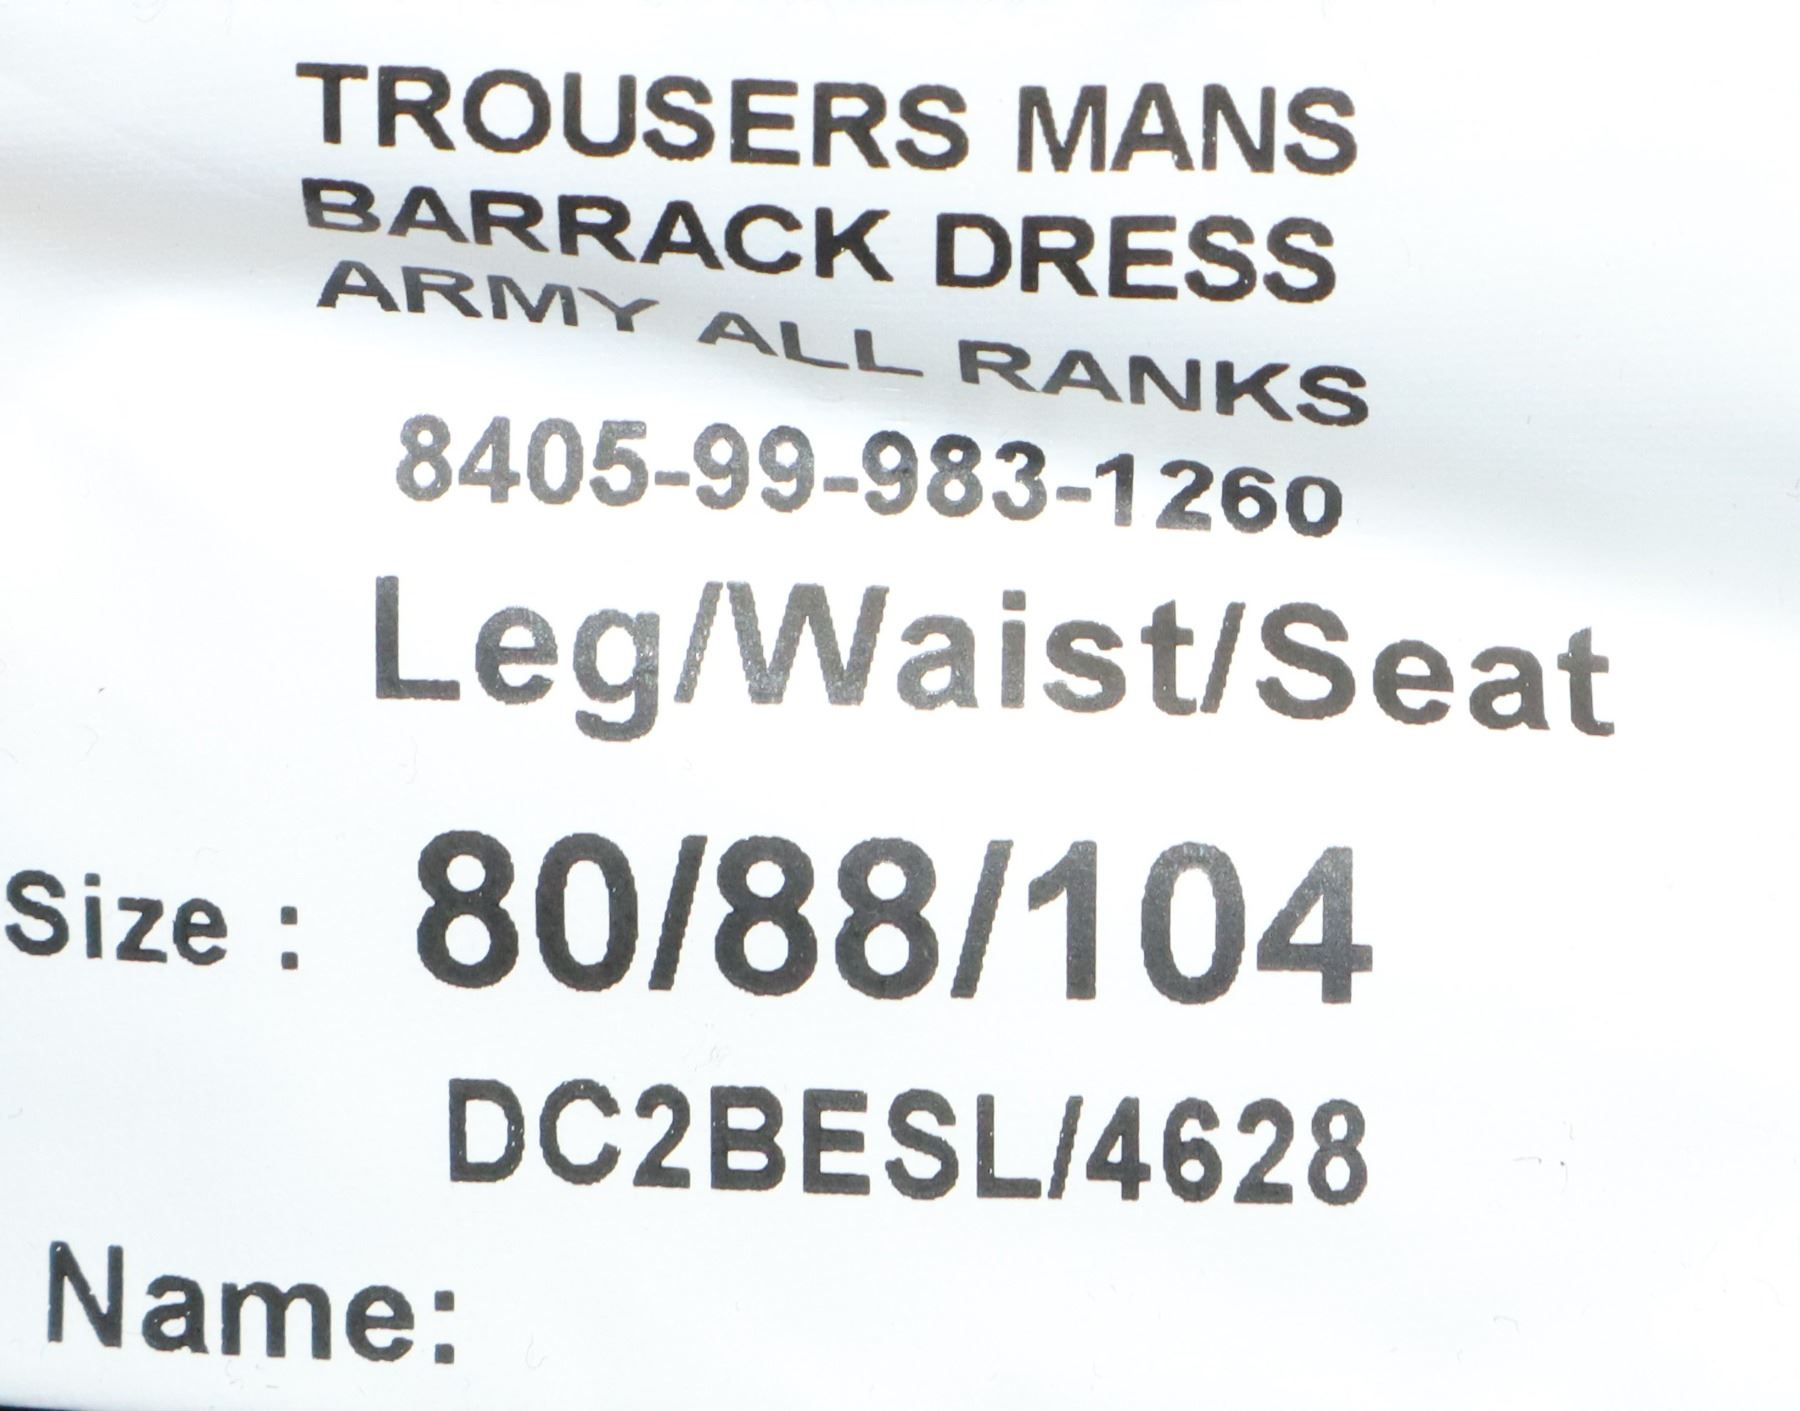 TROUSERS MANS
BARRACK DRESS
ARMY ALL RANKS
8405-99-983-1260
Leg/Waist/Seat
Size : 80/88/104
DC2BESL/4628
Name: